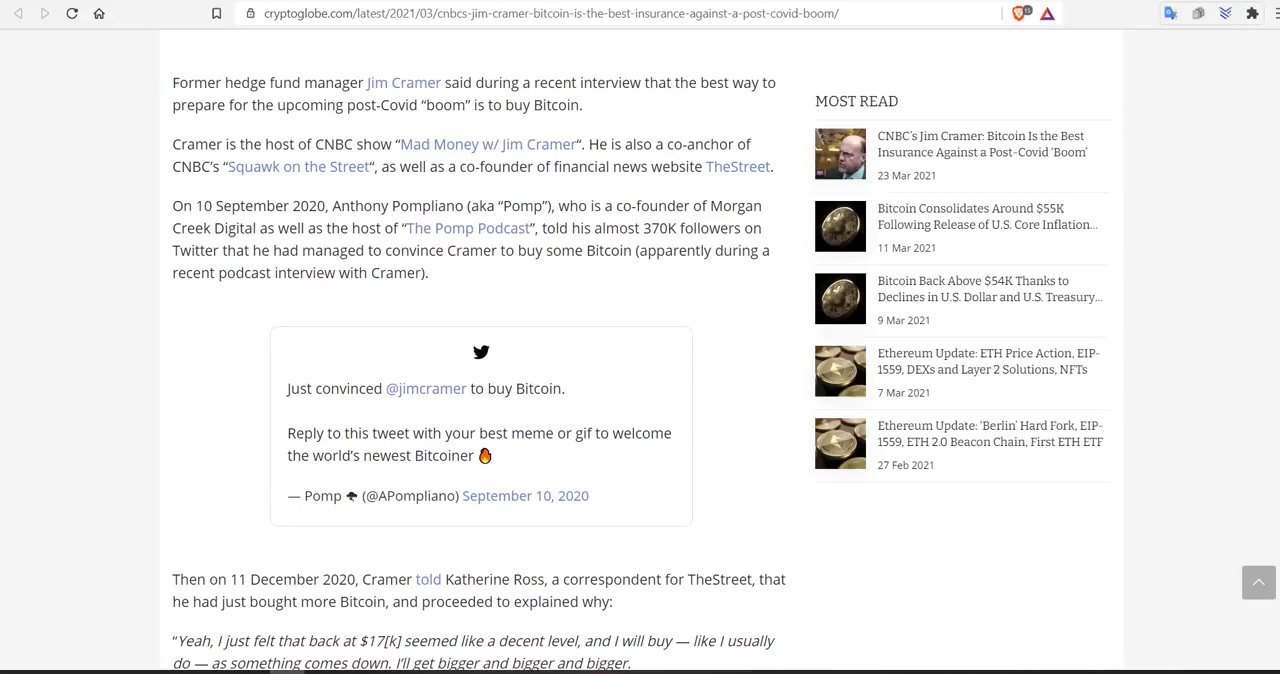 cryptoglobe.com/latest/2021/03/cnbcs-jim-cramer-bitcoin-is-the-best-insurance-against-a-post-covid-boom/
15
Former hedge fund manager Jim Cramer said during a recent interview that the best way to
prepare for the upcoming post-Covid “boom” is to buy Bitcoin.
Cramer is the host of CNBC show “Mad Money w/ Jim Cramer“. He is also a co-anchor of
CNBC’s “Squawk on the Street“, as well as a co-founder of financial news website TheStreet.
On 10 September 2020, Anthony Pompliano (aka “Pomp”), who is a co-founder of Morgan
Creek Digital as well as the host of “The Pomp Podcast”, told his almost 370K followers on
Twitter that he had managed to convince Cramer to buy some Bitcoin (apparently during a
recent podcast interview with Cramer).
Just convinced @jimcramer to buy Bitcoin.
Reply to this tweet with your best meme or gif to welcome
the world’s newest Bitcoiner 🔥
— Pomp 🌪 (@APompliano) September 10, 2020
Then on 11 December 2020, Cramer told Katherine Ross, a correspondent for TheStreet, that
he had just bought more Bitcoin, and proceeded to explained why:
“Yeah, I just felt that back at $17[k] seemed like a decent level, and I will buy — like I usually
do — as something comes down. I’ll get bigger and bigger and bigger.
MOST READ
CNBC’s Jim Cramer: Bitcoin Is the Best
Insurance Against a Post-Covid ‘Boom’
23 Mar 2021
Bitcoin Consolidates Around $55K
Following Release of U.S. Core Inflation...
11 Mar 2021
Bitcoin Back Above $54K Thanks to
Declines in U.S. Dollar and U.S. Treasury...
9 Mar 2021
Ethereum Update: ETH Price Action, EIP-
1559, DEXs and Layer 2 Solutions, NFTs
7 Mar 2021
Ethereum Update: ‘Berlin’ Hard Fork, EIP-
1559, ETH 2.0 Beacon Chain, First ETH ETF
27 Feb 2021